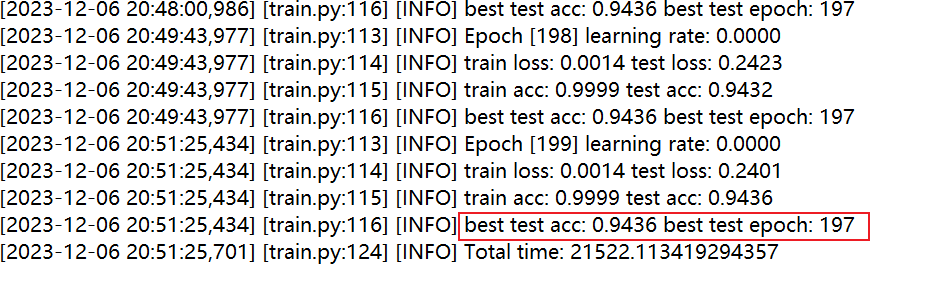 [2023-12-06 20:48:00,986] [train.py:116] [INFO] best test acc: 0.9436 best test epoch: 197
[2023-12-06 20:49:43,977] [train.py:113] [INFO] Epoch [198] learning rate: 0.0000
[2023-12-06 20:49:43,977] [train.py:114] [INFO] train loss: 0.0014 test loss: 0.2423
[2023-12-06 20:49:43,977] [train.py:115] [INFO] train acc: 0.9999 test acc: 0.9432
[2023-12-06 20:49:43,977] [train.py:116] [INFO] best test acc: 0.9436 best test epoch: 197
[2023-12-06 20:51:25,434] [train.py:113] [INFO] Epoch [199] learning rate: 0.0000
[2023-12-06 20:51:25,434] [train.py:114] [INFO] train loss: 0.0014 test loss: 0.2401
[2023-12-06 20:51:25,434] [train.py:115] [INFO] train acc: 0.9999 test acc: 0.9436
[2023-12-06 20:51:25,434] [train.py:116] [INFO] best test acc: 0.9436 best test epoch: 197
[2023-12-06 20:51:25,701] [train.py:124] [INFO] Total time: 21522.113419294357